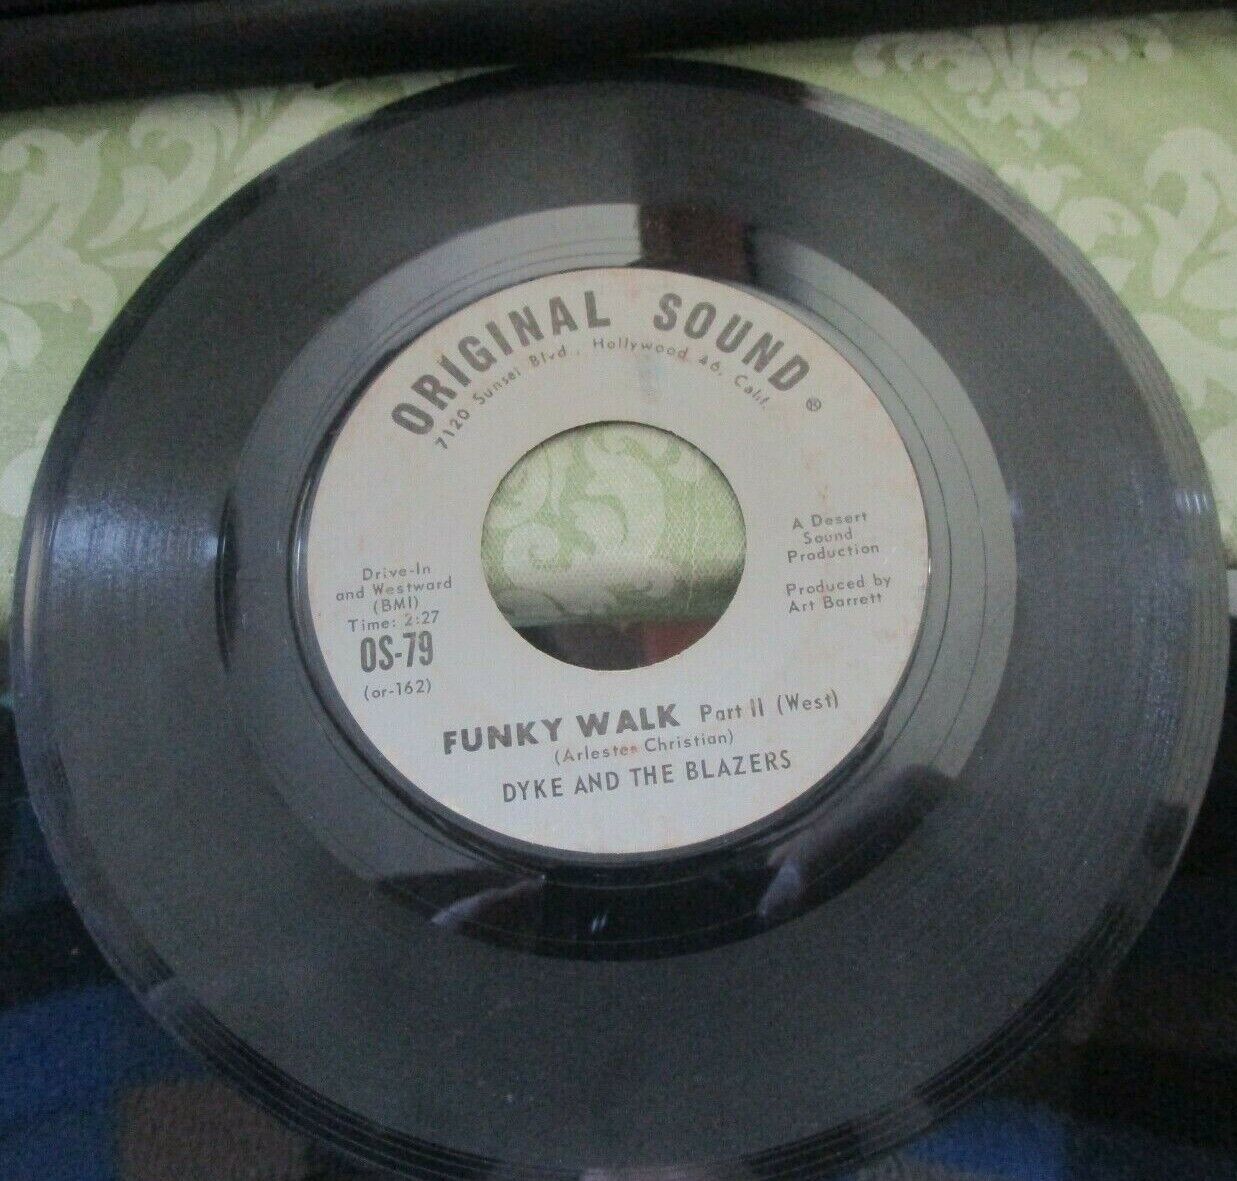 ORIGINAL SOUND ®
7120 Sunset Blvd., Hollywood 46, Calif.
Drive-In
and Westward
(BMI)
Time: 2:27
OS-79
(or-162)
A Desert
Sound
Production
Produced by
Art Barrett
FUNKY WALK Part II (West)
(Arlester Christian)
DYKE AND THE BLAZERS